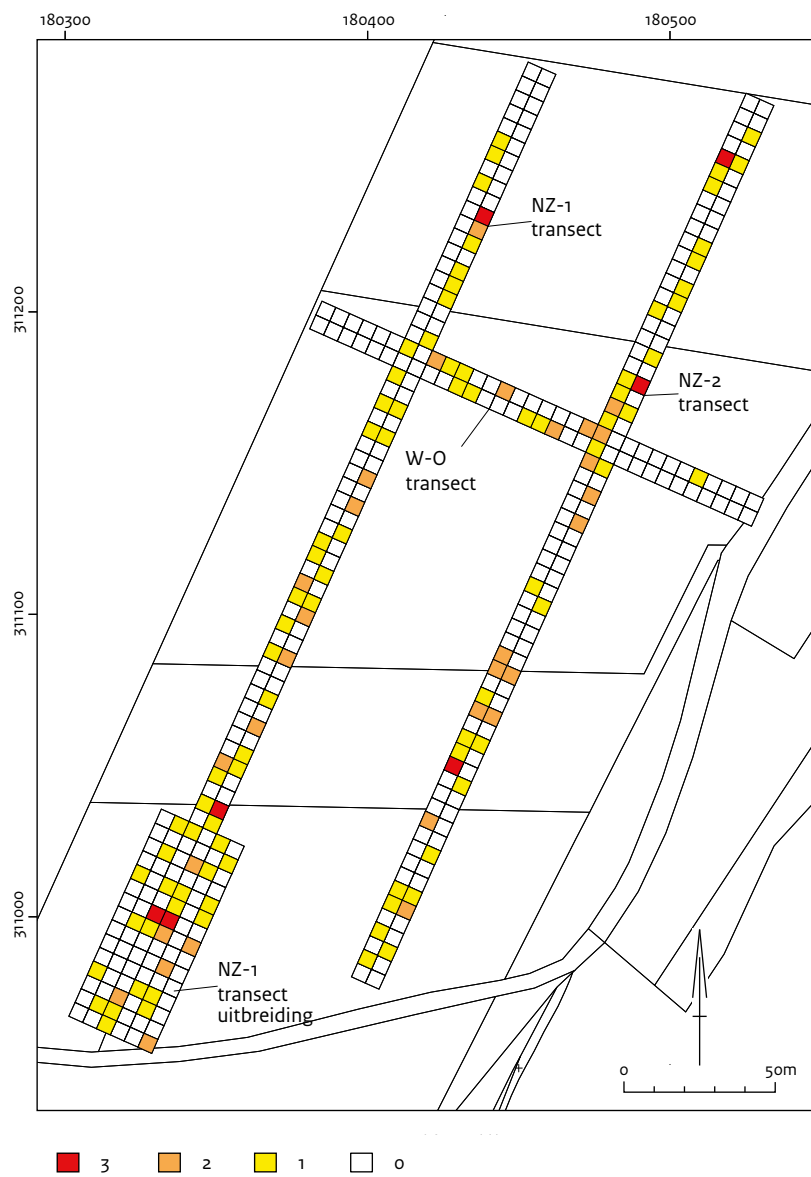 180300 180400 180500
311200
311100
311000
NZ-1
transect
NZ-2
transect
W-O
transect
NZ-1
transect
uitbreiding
0 50m
3 2 1 0